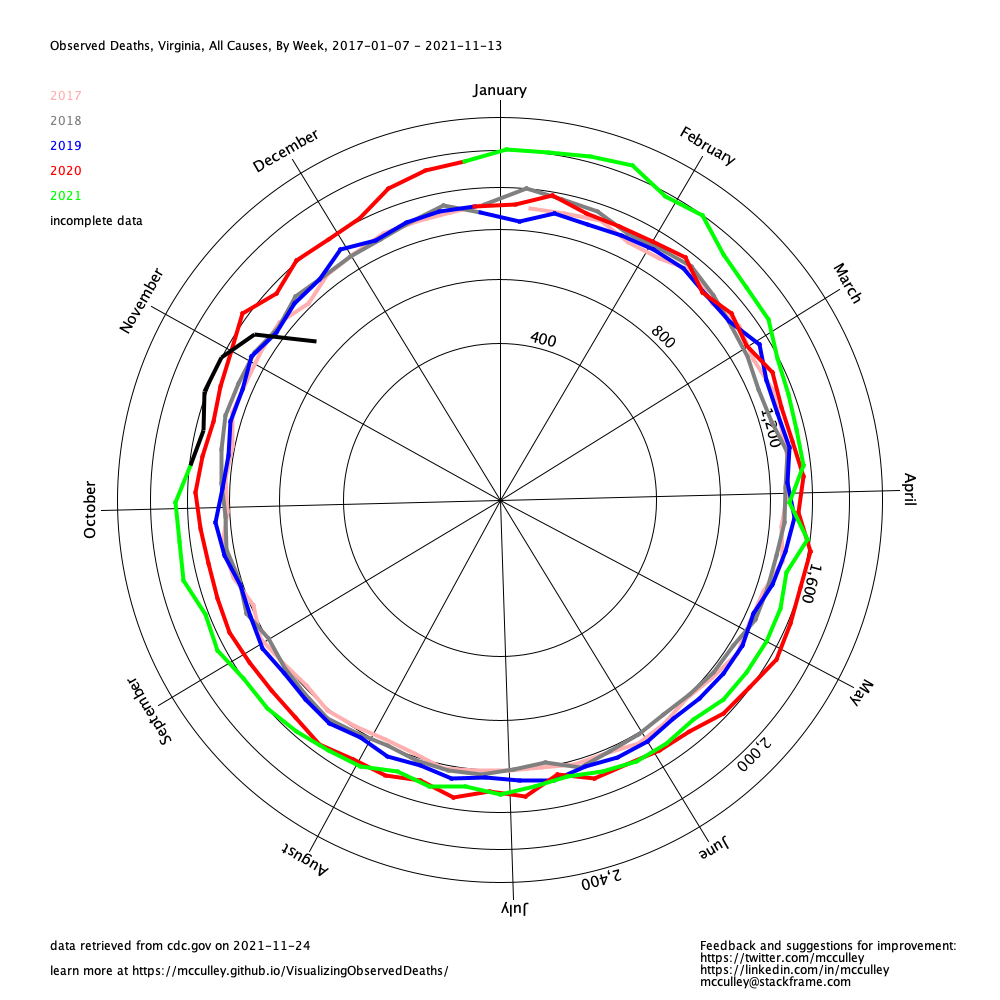 Observed Deaths, Virginia, All Causes, By Week, 2017-01-07 - 2021-11-13
2017
2018
2019
2020
2021
incomplete data
January
February
March
April
May
June
July
August
September
October
November
December
400
800
1,200
1,600
2,000
2,400
data retrieved from cdc.gov on 2021-11-24
learn more at https://mcculley.github.io/VisualizingObservedDeaths/
Feedback and suggestions for improvement:
https://twitter.com/mcculley
https://linkedin.com/in/mcculley
mcculley@stackframe.com